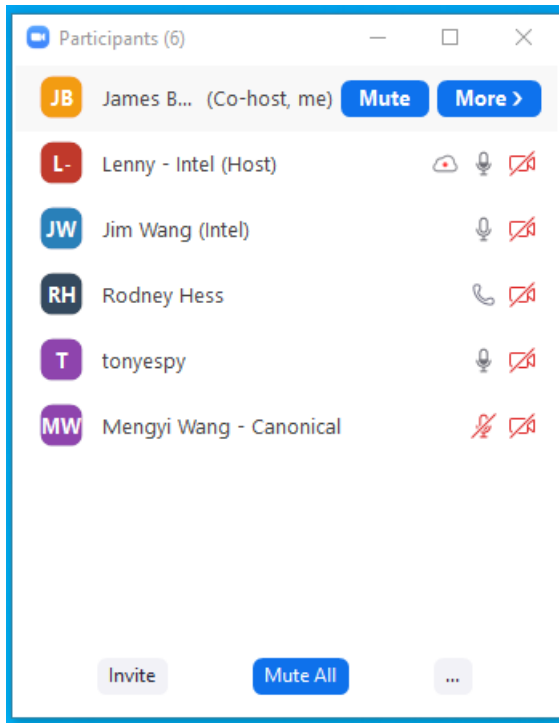 Participants (6)
JB James B... (Co-host, me) Mute More >
L- Lenny - Intel (Host)
JW Jim Wang (Intel)
RH Rodney Hess
T tonyespy
MW Mengyi Wang - Canonical
Invite Mute All ...